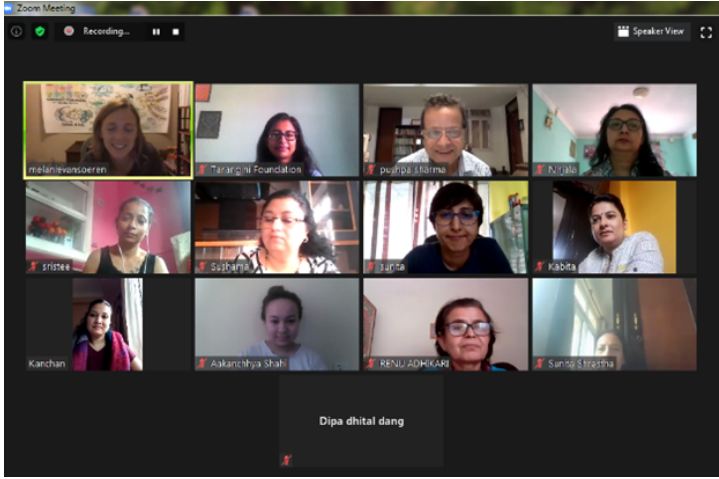 Zoom Meeting
Recording...
Speaker View
melanievansoeren
Tarangini Foundation
pushpa sharma
Nirjala
sristee
Sushama
sunita
Kabita
Kanchan
Aakanchhya Shahi
RENU ADHIKARI
Sunita Shrestha
Dipa dhital dang